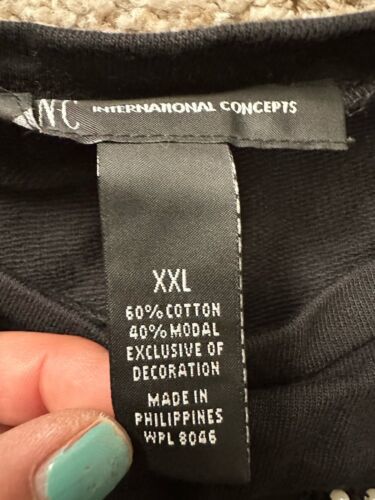 INC INTERNATIONAL CONCEPTS
XXL
60% COTTON
40% MODAL
EXCLUSIVE OF
DECORATION
MADE IN
PHILIPPINES
WPL 8046